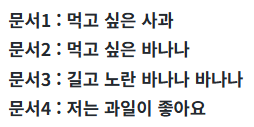 문서1 : 먹고 싶은 사과
문서2 : 먹고 싶은 바나나
문서3 : 길고 노란 바나나 바나나
문서4 : 저는 과일이 좋아요